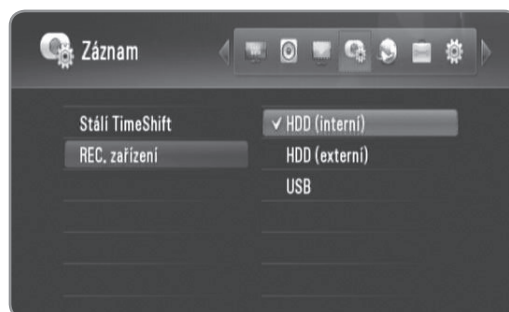 Záznam
Stálí TimeShift
✓ HDD (interní)
REC. zařízení
HDD (externí)
USB